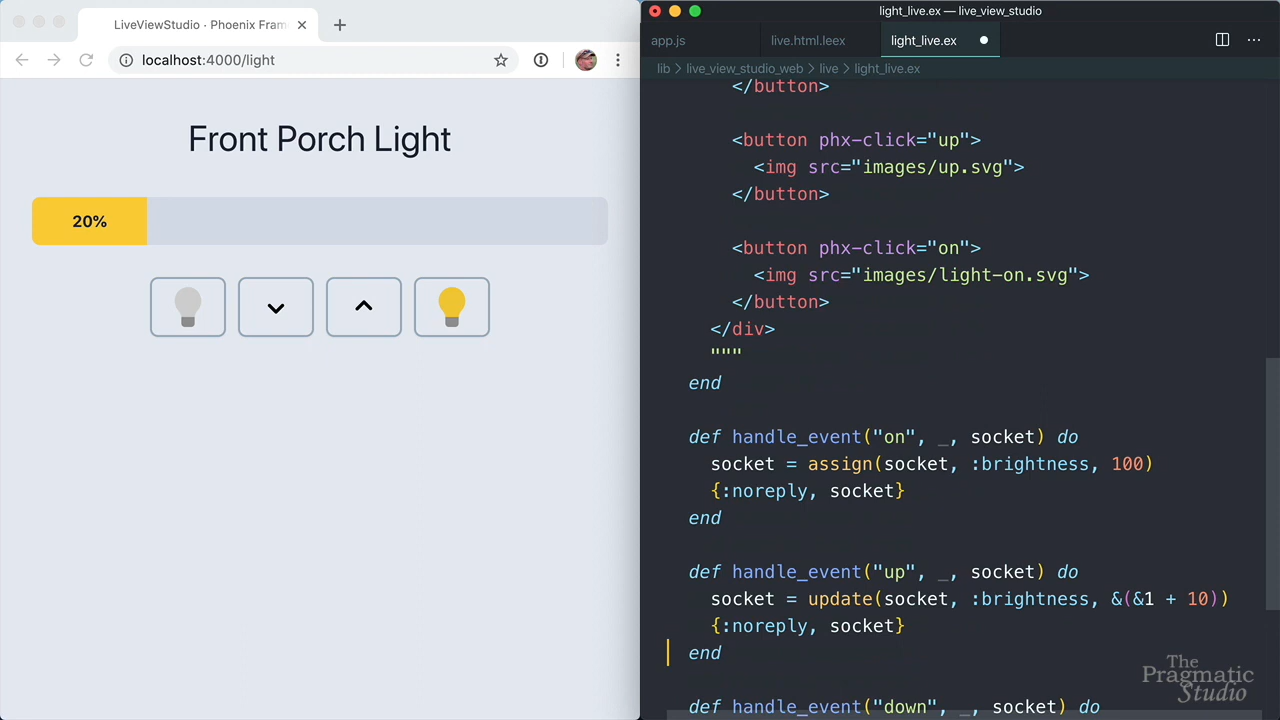 LiveViewStudio · Phoenix Fram
localhost:4000/light
Front Porch Light
20%
light_live.ex — live_view_studio
app.js
live.html.leex
light_live.ex
lib > live_view_studio_web > live > light_live.ex
</button>
<button phx-click="up">
<img src="images/up.svg">
</button>
<button phx-click="on">
<img src="images/light-on.svg">
</button>
</div>
"""
end
def handle_event("on", _, socket) do
socket = assign(socket, :brightness, 100)
{:noreply, socket}
end
def handle_event("up", _, socket) do
socket = update(socket, :brightness, &(&1 + 10))
{:noreply, socket}
end
def handle_event("down", _, socket) do
The
Pragmatic
Studio